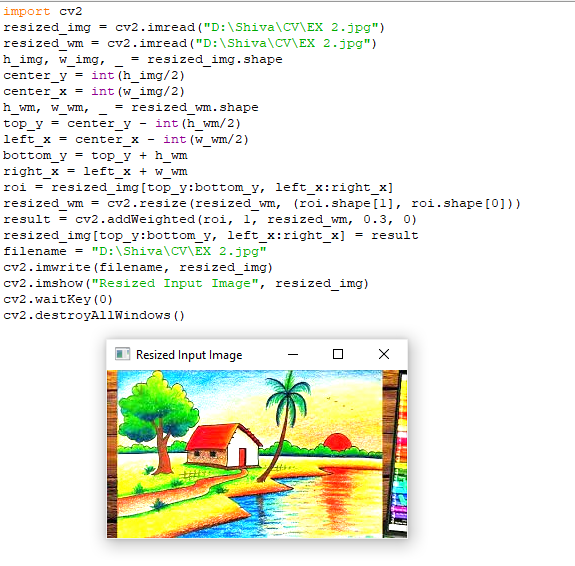 import cv2
resized_img = cv2.imread("D:\Shiva\CV\EX 2.jpg")
resized_wm = cv2.imread("D:\Shiva\CV\EX 2.jpg")
h_img, w_img, _ = resized_img.shape
center_y = int(h_img/2)
center_x = int(w_img/2)
h_wm, w_wm, _ = resized_wm.shape
top_y = center_y - int(h_wm/2)
left_x = center_x - int(w_wm/2)
bottom_y = top_y + h_wm
right_x = left_x + w_wm
roi = resized_img[top_y:bottom_y, left_x:right_x]
resized_wm = cv2.resize(resized_wm, (roi.shape[1], roi.shape[0]))
result = cv2.addWeighted(roi, 1, resized_wm, 0.3, 0)
resized_img[top_y:bottom_y, left_x:right_x] = result
filename = "D:\Shiva\CV\EX 2.jpg"
cv2.imwrite(filename, resized_img)
cv2.imshow("Resized Input Image", resized_img)
cv2.waitKey(0)
cv2.destroyAllWindows()
Resized Input Image